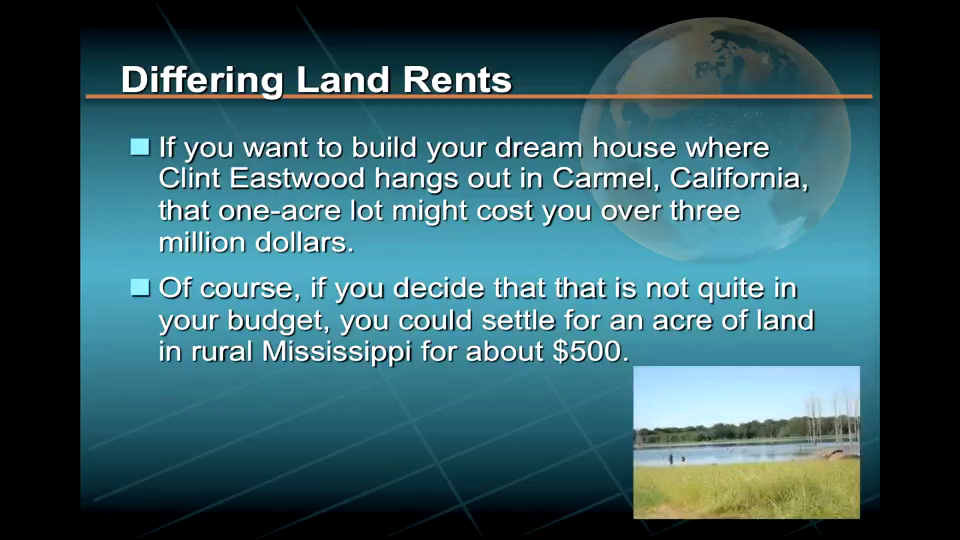 Differing Land Rents
If you want to build your dream house where
Clint Eastwood hangs out in Carmel, California,
that one-acre lot might cost you over three
million dollars.
Of course, if you decide that that is not quite in
your budget, you could settle for an acre of land
in rural Mississippi for about $500.